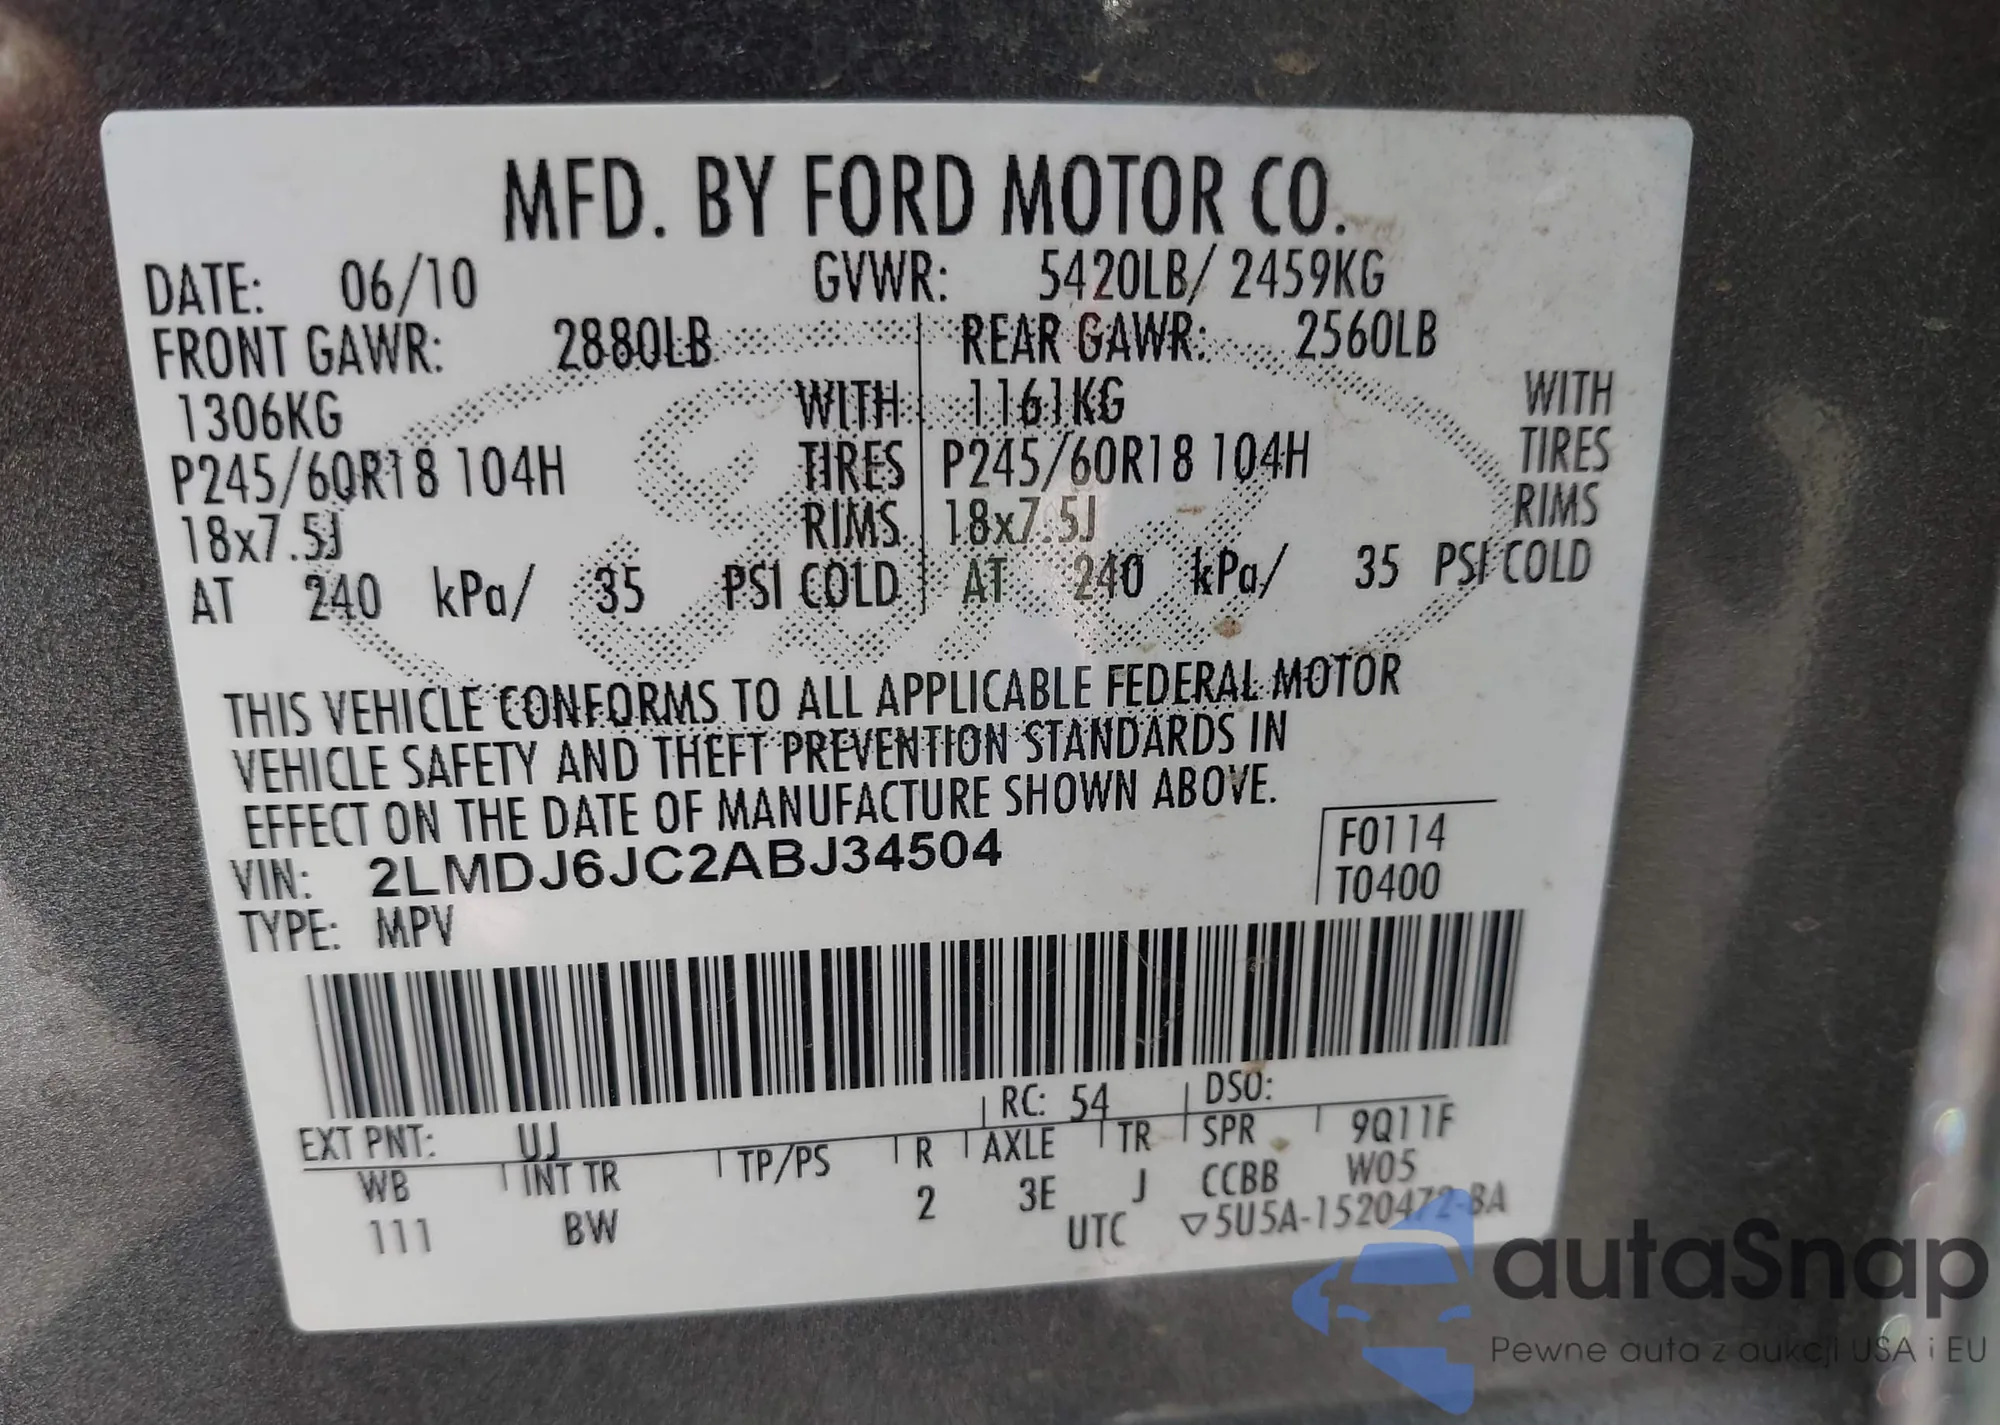 MFD. BY FORD MOTOR CO.
DATE: 06/10 GVWR: 5420LB/ 2459KG
FRONT GAWR: 2880LB REAR GAWR: 2560LB
1306KG WITH 1161KG WITH
P245/60R18 104H TIRES P245/60R18 104H TIRES
18x7.5J RIMS 18x7.5J RIMS
AT 240 kPa/ 35 PSI COLD AT 240 kPa/ 35 PSI COLD
THIS VEHICLE CONFORMS TO ALL APPLICABLE FEDERAL MOTOR
VEHICLE SAFETY AND THEFT PREVENTION STANDARDS IN
EFFECT ON THE DATE OF MANUFACTURE SHOWN ABOVE.
VIN: 2LMDJ6JC2ABJ34504 F0114
TYPE: MPV T0400
EXT PNT: UJ RC: 54 DSO:
WB INT TR TP/PS R AXLE TR SPR 9Q11F
111 BW 2 3E J CCBB W05
UTC ▽5U5A-1520472-BA
autaSnap
Pewne auta z aukcji USA i EU